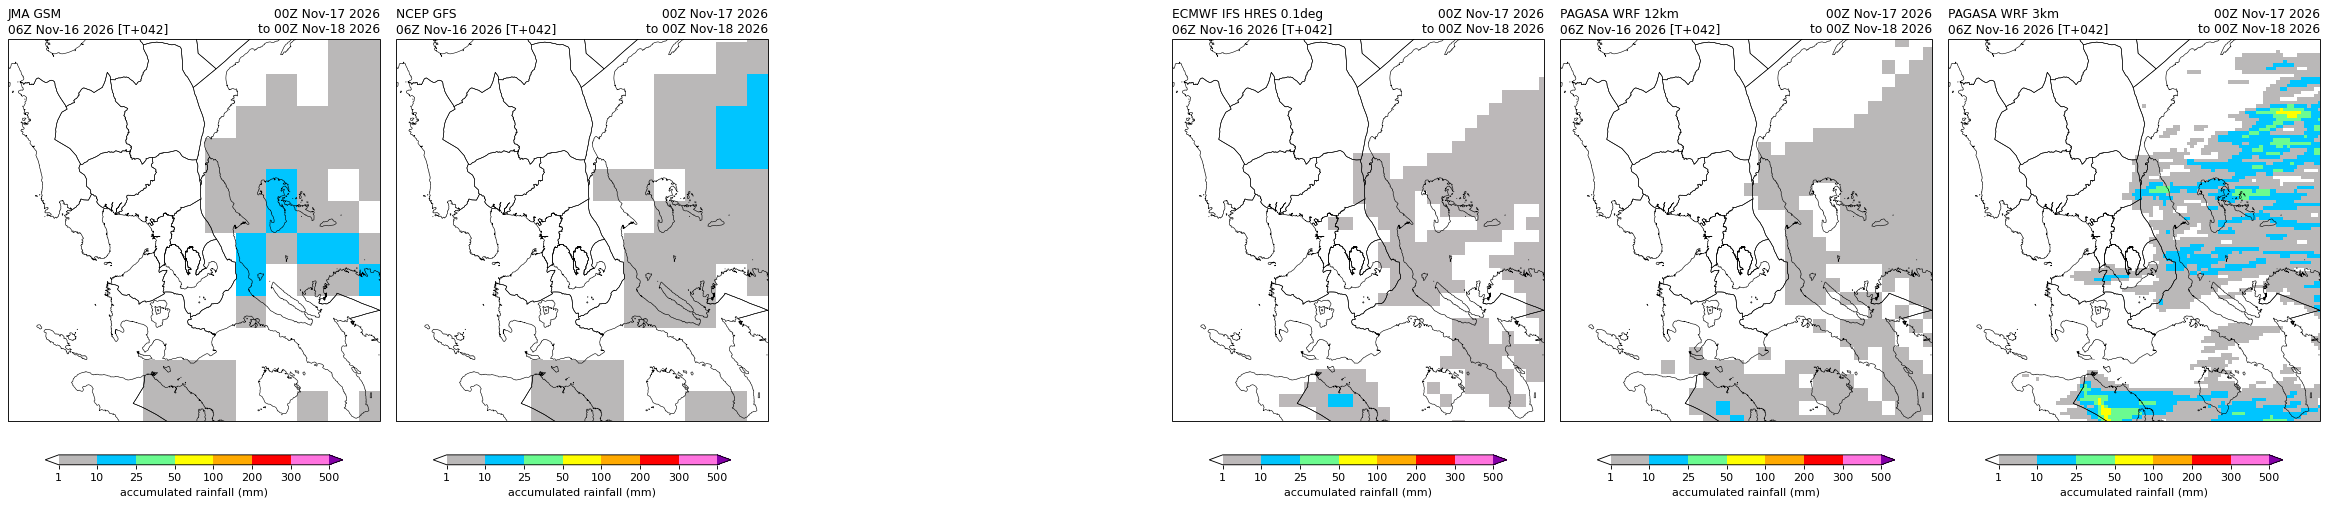 JMA GSM
06Z Nov-16 2026 [T+042]
00Z Nov-17 2026
to 00Z Nov-18 2026
1 10 25 50 100 200 300 500
accumulated rainfall (mm)
NCEP GFS
06Z Nov-16 2026 [T+042]
00Z Nov-17 2026
to 00Z Nov-18 2026
1 10 25 50 100 200 300 500
accumulated rainfall (mm)
ECMWF IFS HRES 0.1deg
06Z Nov-16 2026 [T+042]
00Z Nov-17 2026
to 00Z Nov-18 2026
1 10 25 50 100 200 300 500
accumulated rainfall (mm)
PAGASA WRF 12km
06Z Nov-16 2026 [T+042]
00Z Nov-17 2026
to 00Z Nov-18 2026
1 10 25 50 100 200 300 500
accumulated rainfall (mm)
PAGASA WRF 3km
06Z Nov-16 2026 [T+042]
00Z Nov-17 2026
to 00Z Nov-18 2026
1 10 25 50 100 200 300 500
accumulated rainfall (mm)